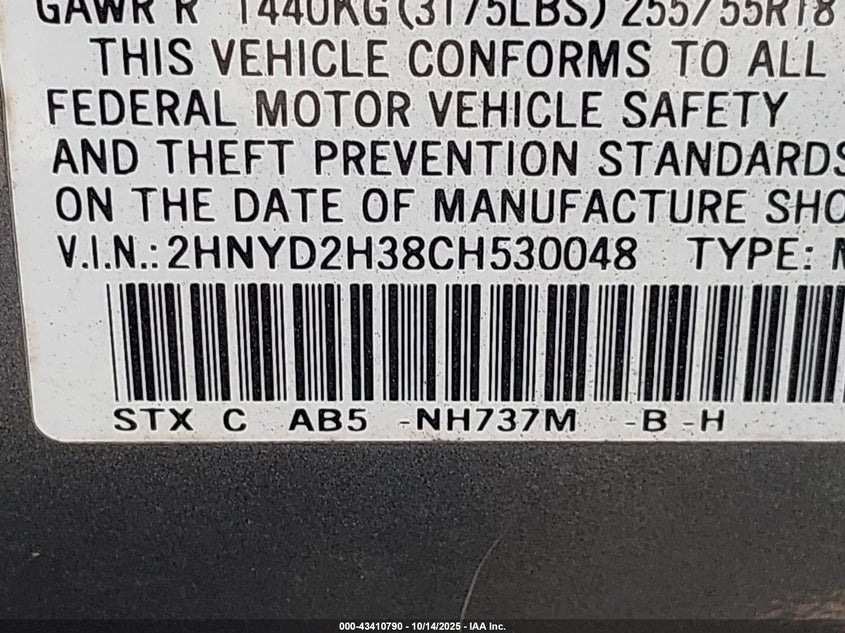 GAWR R 1440KG (3175LBS) 255/55R18
THIS VEHICLE CONFORMS TO ALL
FEDERAL MOTOR VEHICLE SAFETY
AND THEFT PREVENTION STANDARDS
ON THE DATE OF MANUFACTURE SHO
V.I.N.: 2HNYD2H38CH530048 TYPE: M
STX C AB5 -NH737M -B -H
000-43410790 - 10/14/2025 - IAA Inc.